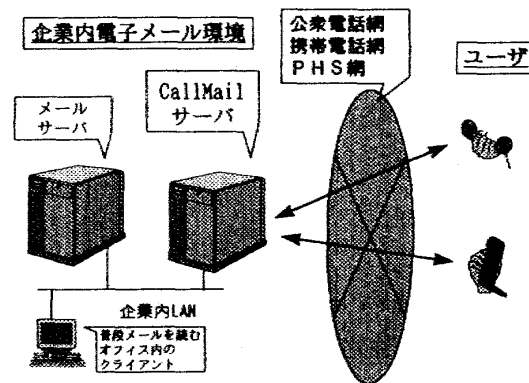 企業内電子メール環境
公衆電話網
携帯電話網
PHS網
ユーザ
メール
サーバ
CallMail
サーバ
企業内LAN
普段メールを読む
オフィス内の
クライアント